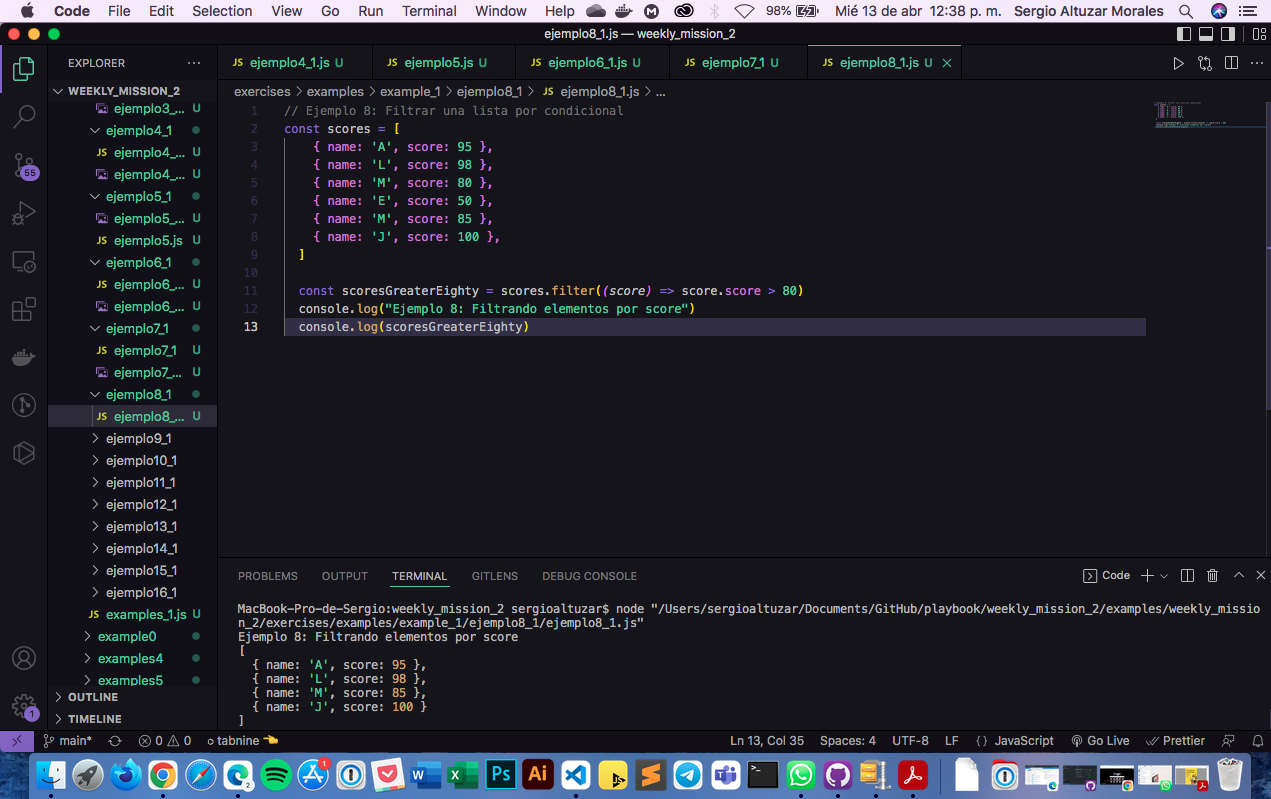 Code File Edit Selection View Go Run Terminal Window Help 98% Mié 13 de abr 12:38 p. m. Sergio Altuzar Morales
ejemplo8_1.js — weekly_mission_2
EXPLORER ...
WEEKLY_MISSION_2
ejemplo3_... U
ejemplo4_1
JS ejemplo4_... U
ejemplo4_... U
ejemplo5_1
ejemplo5_... U
JS ejemplo5.js U
ejemplo6_1
JS ejemplo6_... U
ejemplo6_... U
ejemplo7_1
JS ejemplo7_1 U
ejemplo7_... U
ejemplo8_1
JS ejemplo8_... U
ejemplo9_1
ejemplo10_1
ejemplo11_1
ejemplo12_1
ejemplo13_1
ejemplo14_1
ejemplo15_1
ejemplo16_1
JS examples_1.js U
example0
examples4
examples5
OUTLINE
TIMELINE
55
1
JS ejemplo4_1.js U JS ejemplo5.js U JS ejemplo6_1.js U JS ejemplo7_1 U JS ejemplo8_1.js U
exercises > examples > example_1 > ejemplo8_1 > JS ejemplo8_1.js > ...
1 // Ejemplo 8: Filtrar una lista por condicional
2 const scores = [
3 { name: 'A', score: 95 },
4 { name: 'L', score: 98 },
5 { name: 'M', score: 80 },
6 { name: 'E', score: 50 },
7 { name: 'M', score: 85 },
8 { name: 'J', score: 100 },
9 ]
10
11 const scoresGreaterEighty = scores.filter((score) => score.score > 80)
12 console.log("Ejemplo 8: Filtrando elementos por score")
13 console.log(scoresGreaterEighty)
PROBLEMS OUTPUT TERMINAL GITLENS DEBUG CONSOLE Code
MacBook-Pro-de-Sergio:weekly_mission_2 sergioaltuzar$ node "/Users/sergioaltuzar/Documents/GitHub/playbook/weekly_mission_2/examples/weekly_missio
n_2/exercises/examples/example_1/ejemplo8_1/ejemplo8_1.js"
Ejemplo 8: Filtrando elementos por score
[
{ name: 'A', score: 95 },
{ name: 'L', score: 98 },
{ name: 'M', score: 85 },
{ name: 'J', score: 100 }
]
main* 0 0 tabnine Ln 13, Col 35 Spaces: 4 UTF-8 LF {} JavaScript Go Live Prettier
2 1 W X Ps Ai